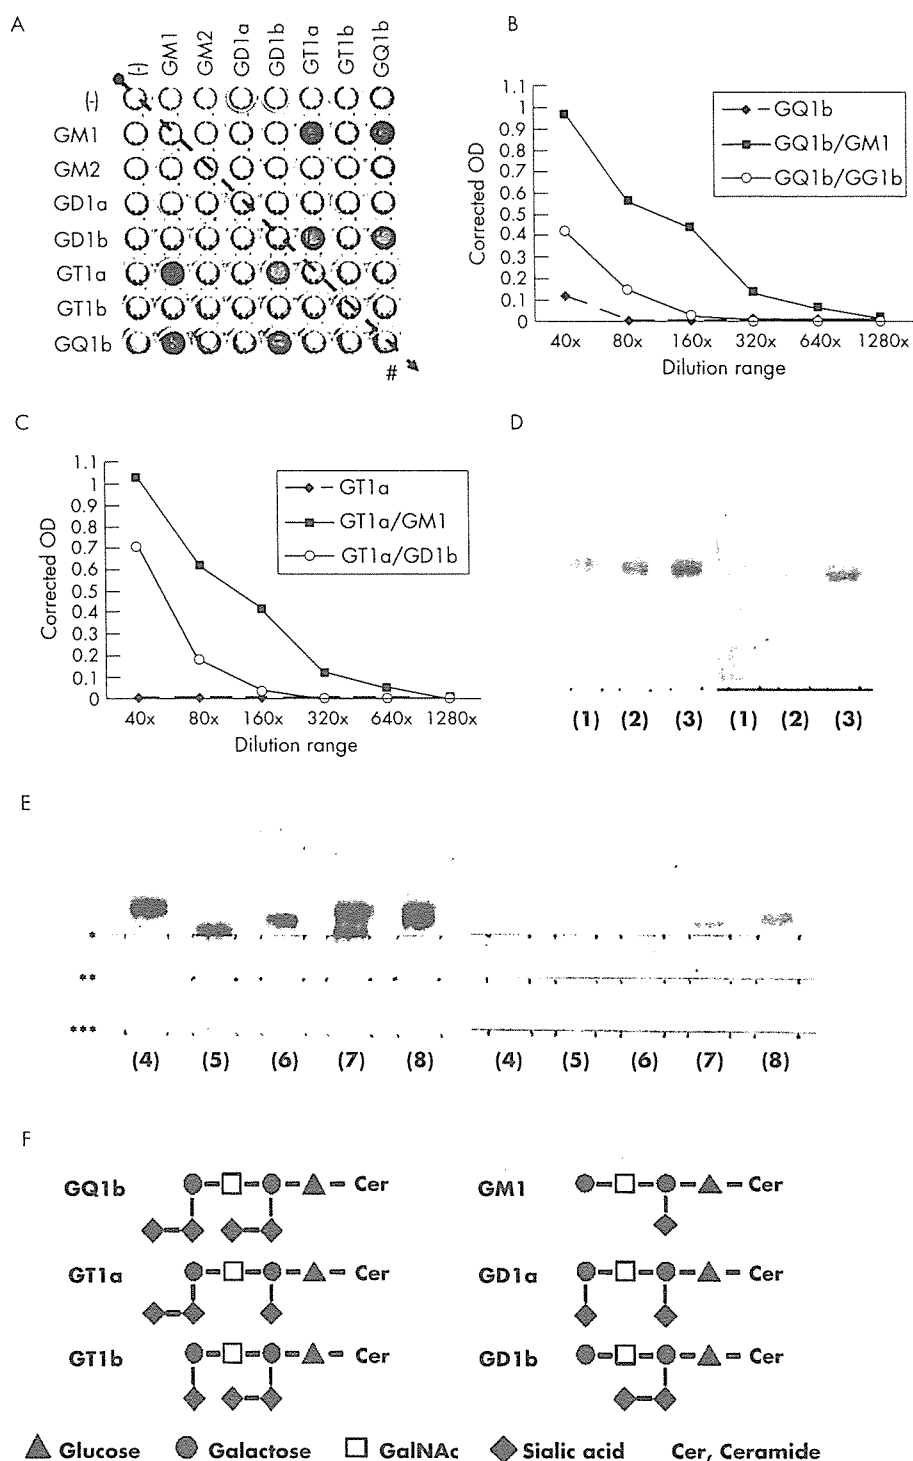 A
(-)
GM1
GM2
GD1a
GD1b
GT1a
GT1b
GQ1b
(-)
GM1
GM2
GD1a
GD1b
GT1a
GT1b
GQ1b
#
B
Corrected OD
1.1
1
0.9
0.8
0.7
0.6
0.5
0.4
0.3
0.2
0.1
0
40x 80x 160x 320x 640x 1280x
Dilution range
GQ1b
GQ1b/GM1
GQ1b/GG1b
C
Corrected OD
1.1
1
0.9
0.8
0.7
0.6
0.5
0.4
0.3
0.2
0.1
0
40x 80x 160x 320x 640x 1280x
Dilution range
GT1a
GT1a/GM1
GT1a/GD1b
D
(1) (2) (3) (1) (2) (3)
E
*
**
***
(4) (5) (6) (7) (8) (4) (5) (6) (7) (8)
F
GQ1b Cer
GT1a Cer
GT1b Cer
GM1 Cer
GD1a Cer
GD1b Cer
Glucose Galactose GalNAc Sialic acid Cer, Ceramide